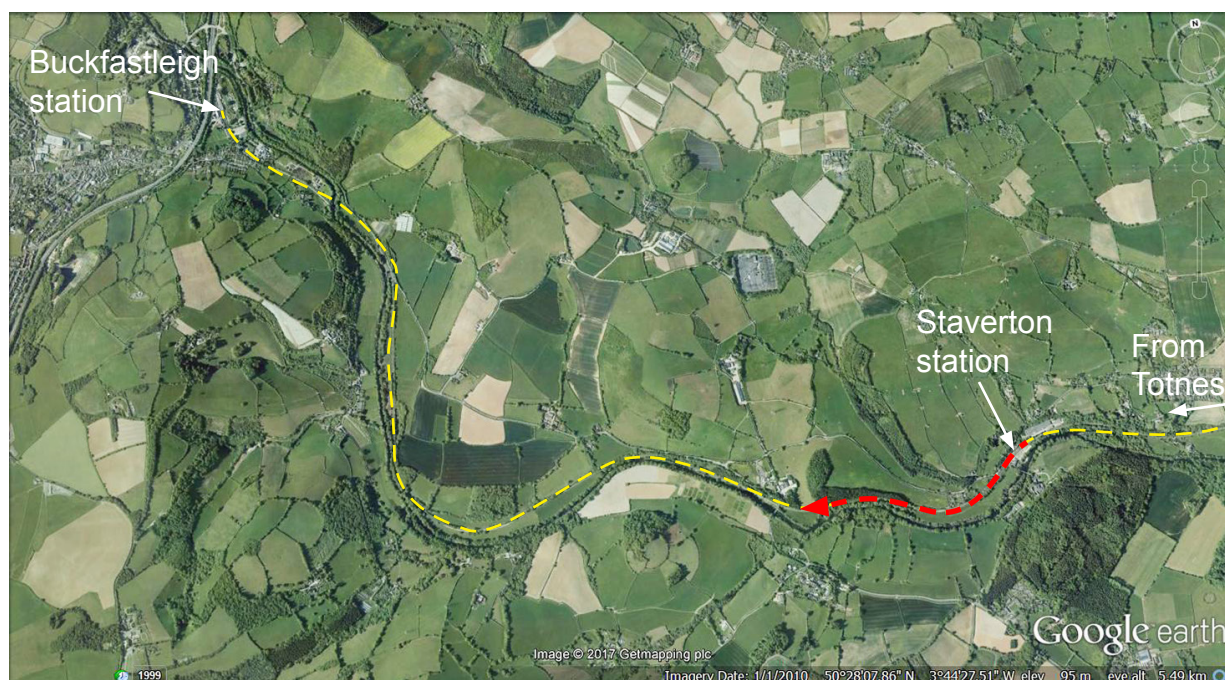 Buckfastleigh
station
Staverton
station
From
Totnes
N
Google earth
Image © 2017 Getmapping plc
1999
Imagery Date: 1/1/2010 50°28'07.86" N 3°44'27.51" W elev 95 m eye alt 5.49 km